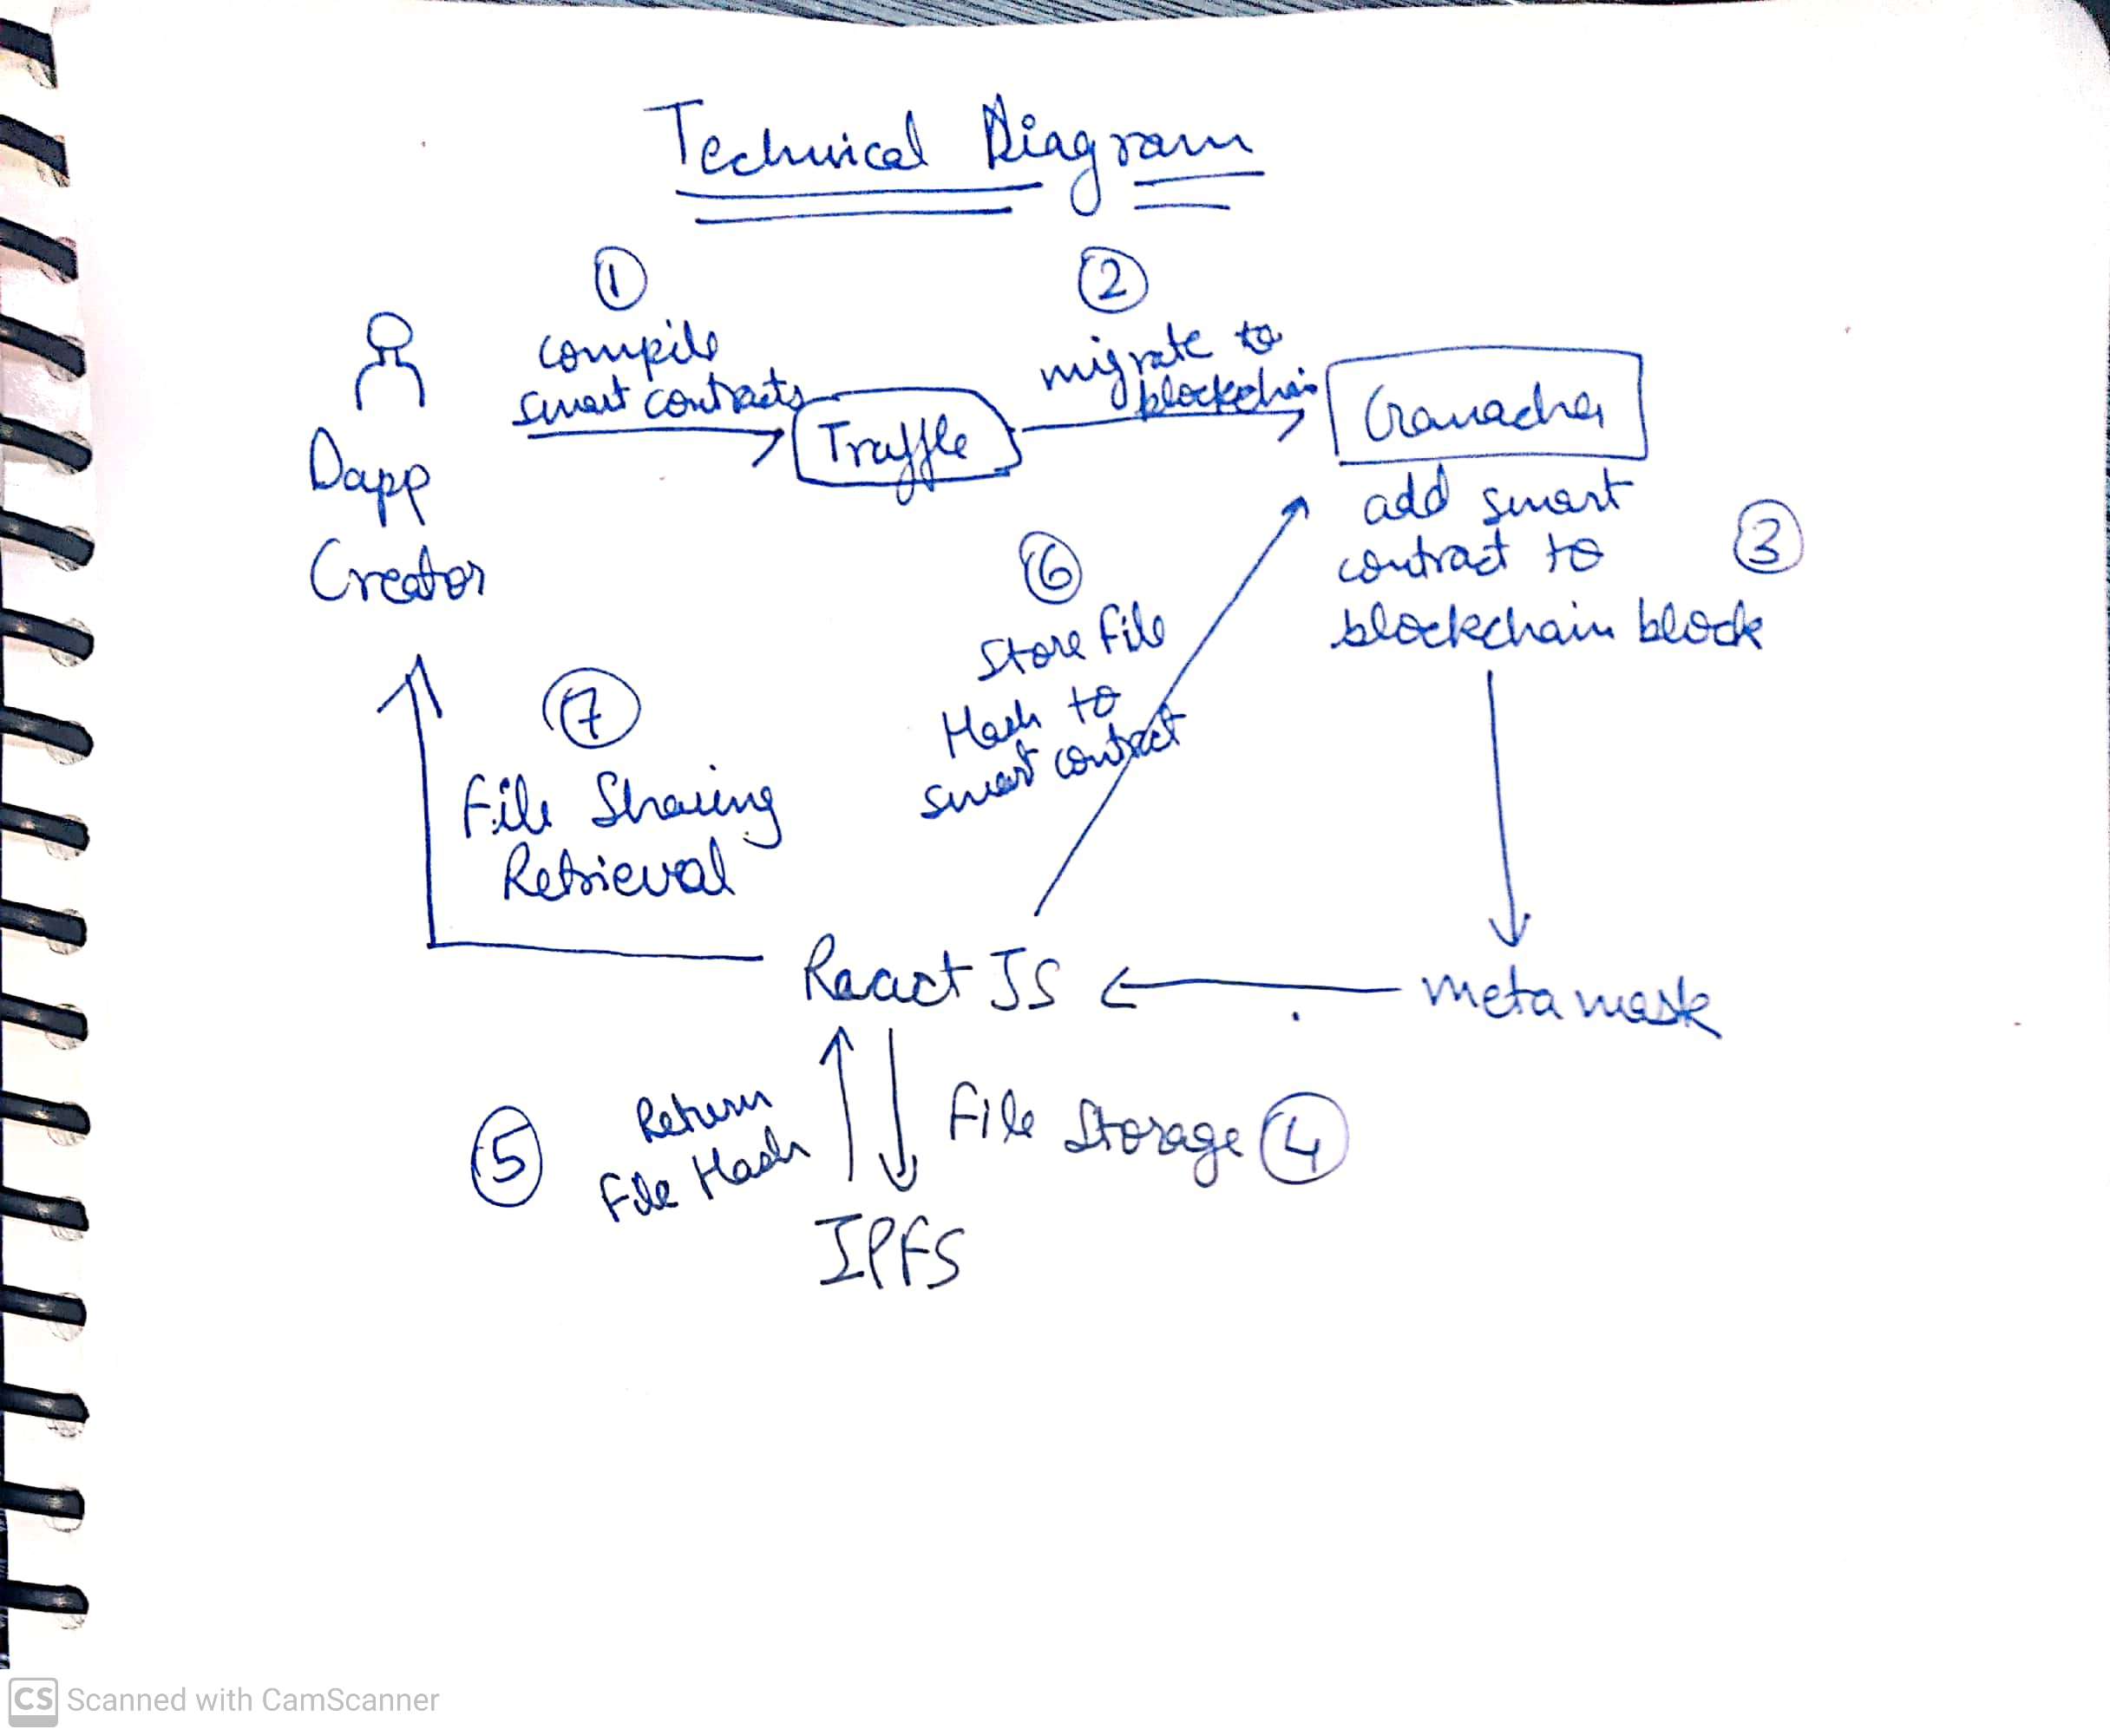 Technical Diagram
①
compile
smart contracts
②
migrate to
blockchain
Dapp
Creator
Truffle
Ganache
add smart
contract to
blockchain block
③
⑥
Store File
Hash to
smart contract
⑦
File Sharing
Retrieval
React JS
metamask
⑤
Return
File Hash
File Storage ④
IPFS
CS Scanned with CamScanner